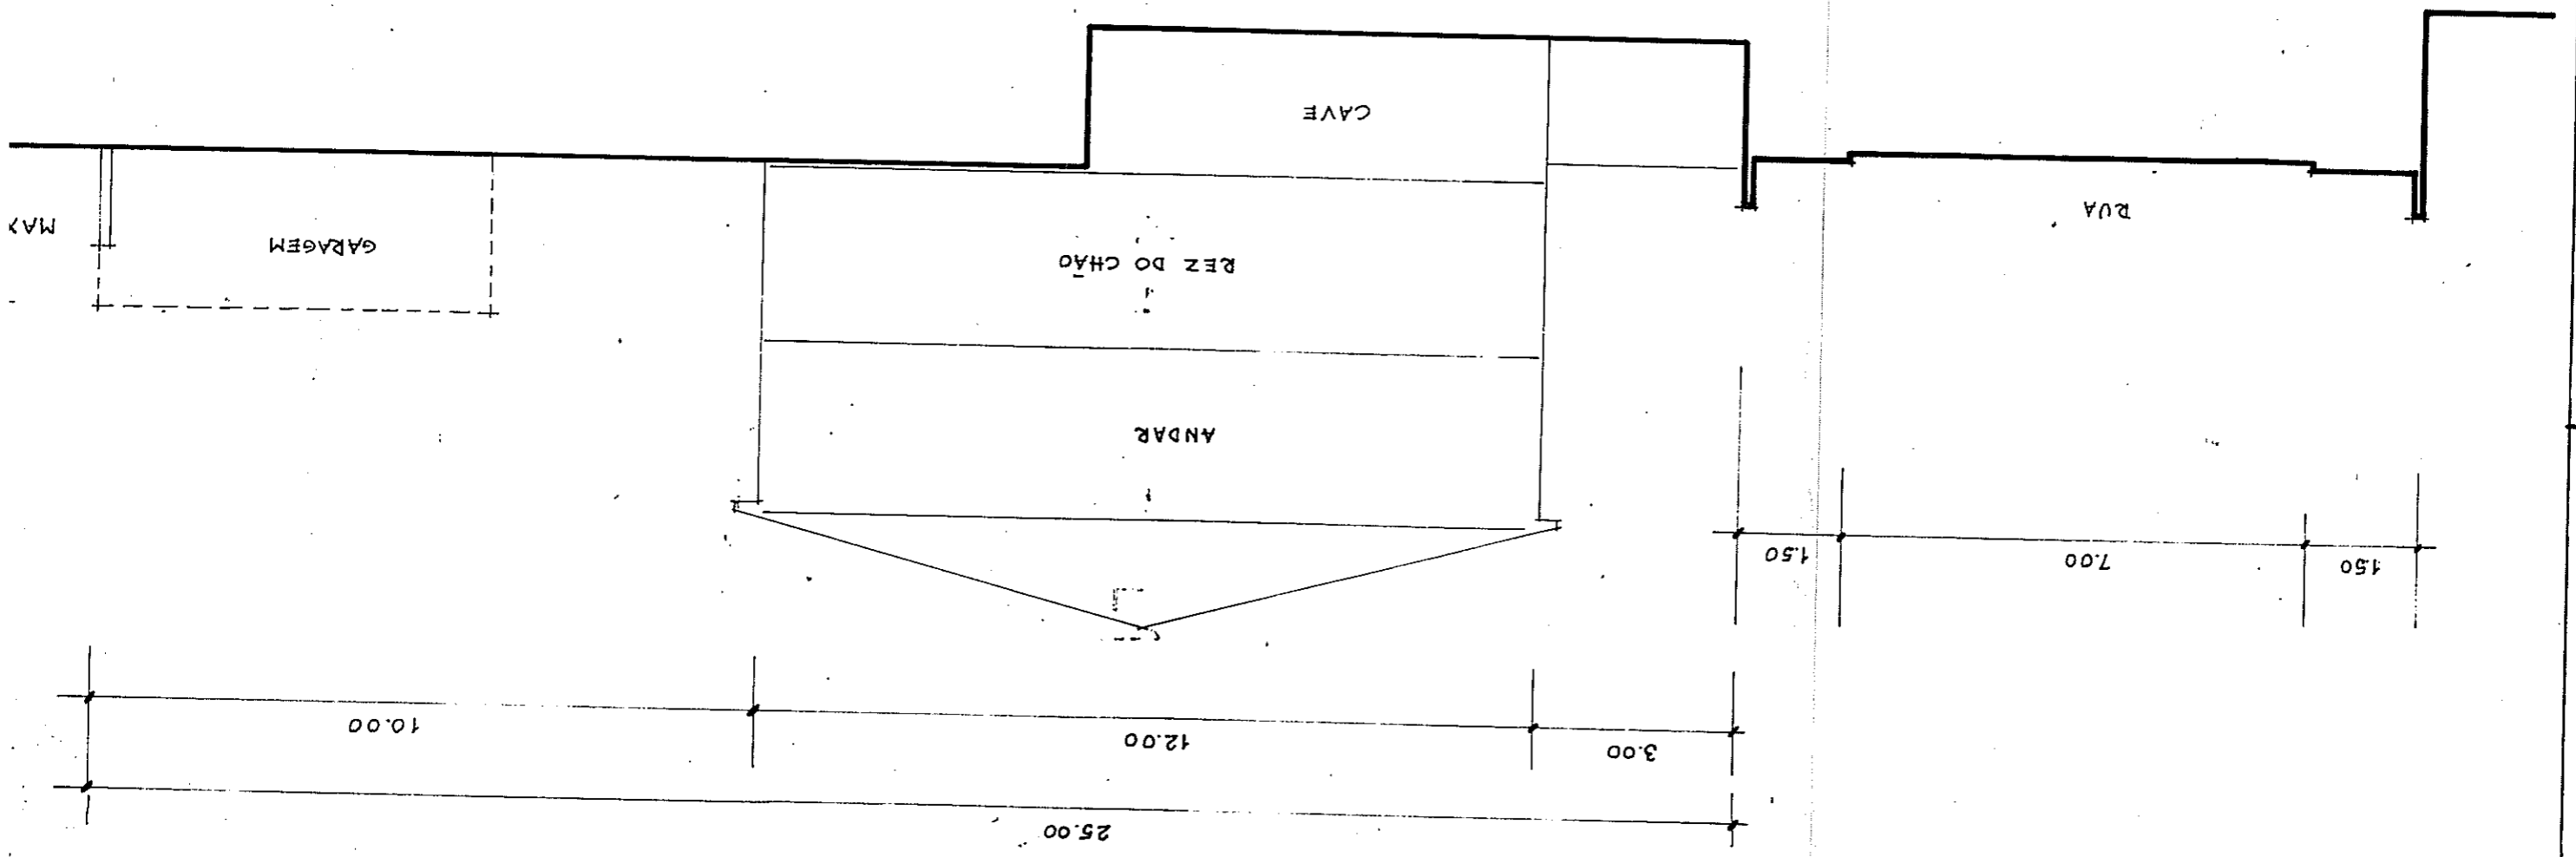 25.00
3.00
12.00
10.00
1.50
7.00
1.50
ANDAR
REZ DO CHÃO
RUA
GARAGEM
MAX
CAVE